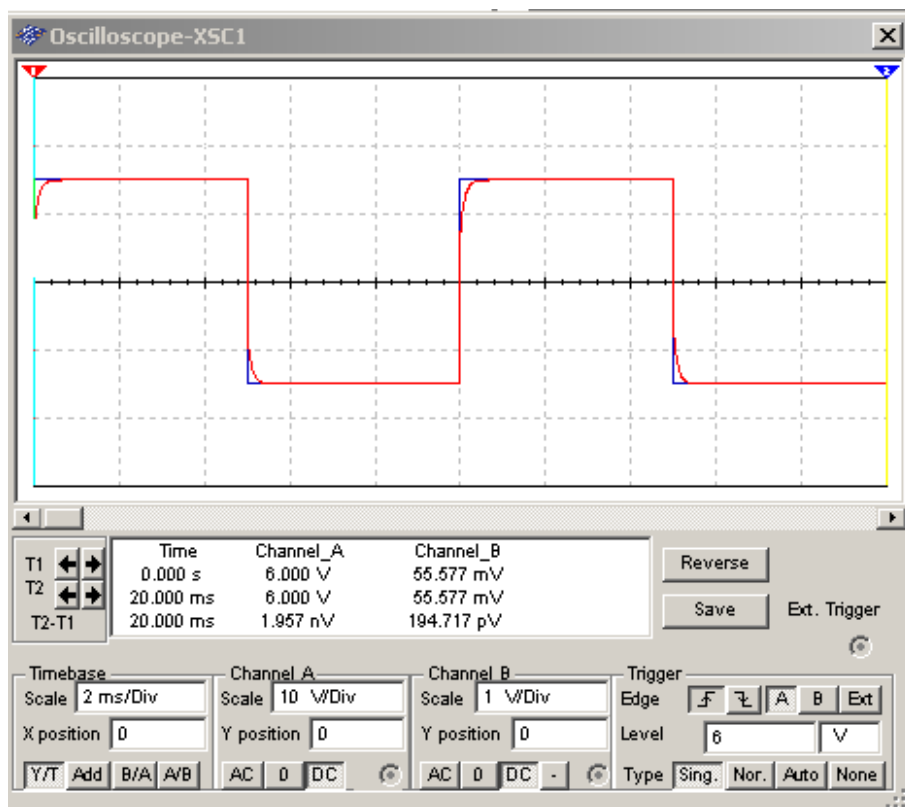 Oscilloscope-XSC1
1
2
Time Channel_A Channel_B
T1 0.000 s 6.000 V 55.577 mV
T2 20.000 ms 6.000 V 55.577 mV
T2-T1 20.000 ms 1.957 nV 194.717 pV
Reverse
Save
Ext. Trigger
Timebase
Scale 2 ms/Div
X position 0
Y/T Add B/A A/B
Channel A
Scale 10 V/Div
Y position 0
AC 0 DC
Channel B
Scale 1 V/Div
Y position 0
AC 0 DC -
Trigger
Edge A B Ext
Level 6 V
Type Sing. Nor. Auto None